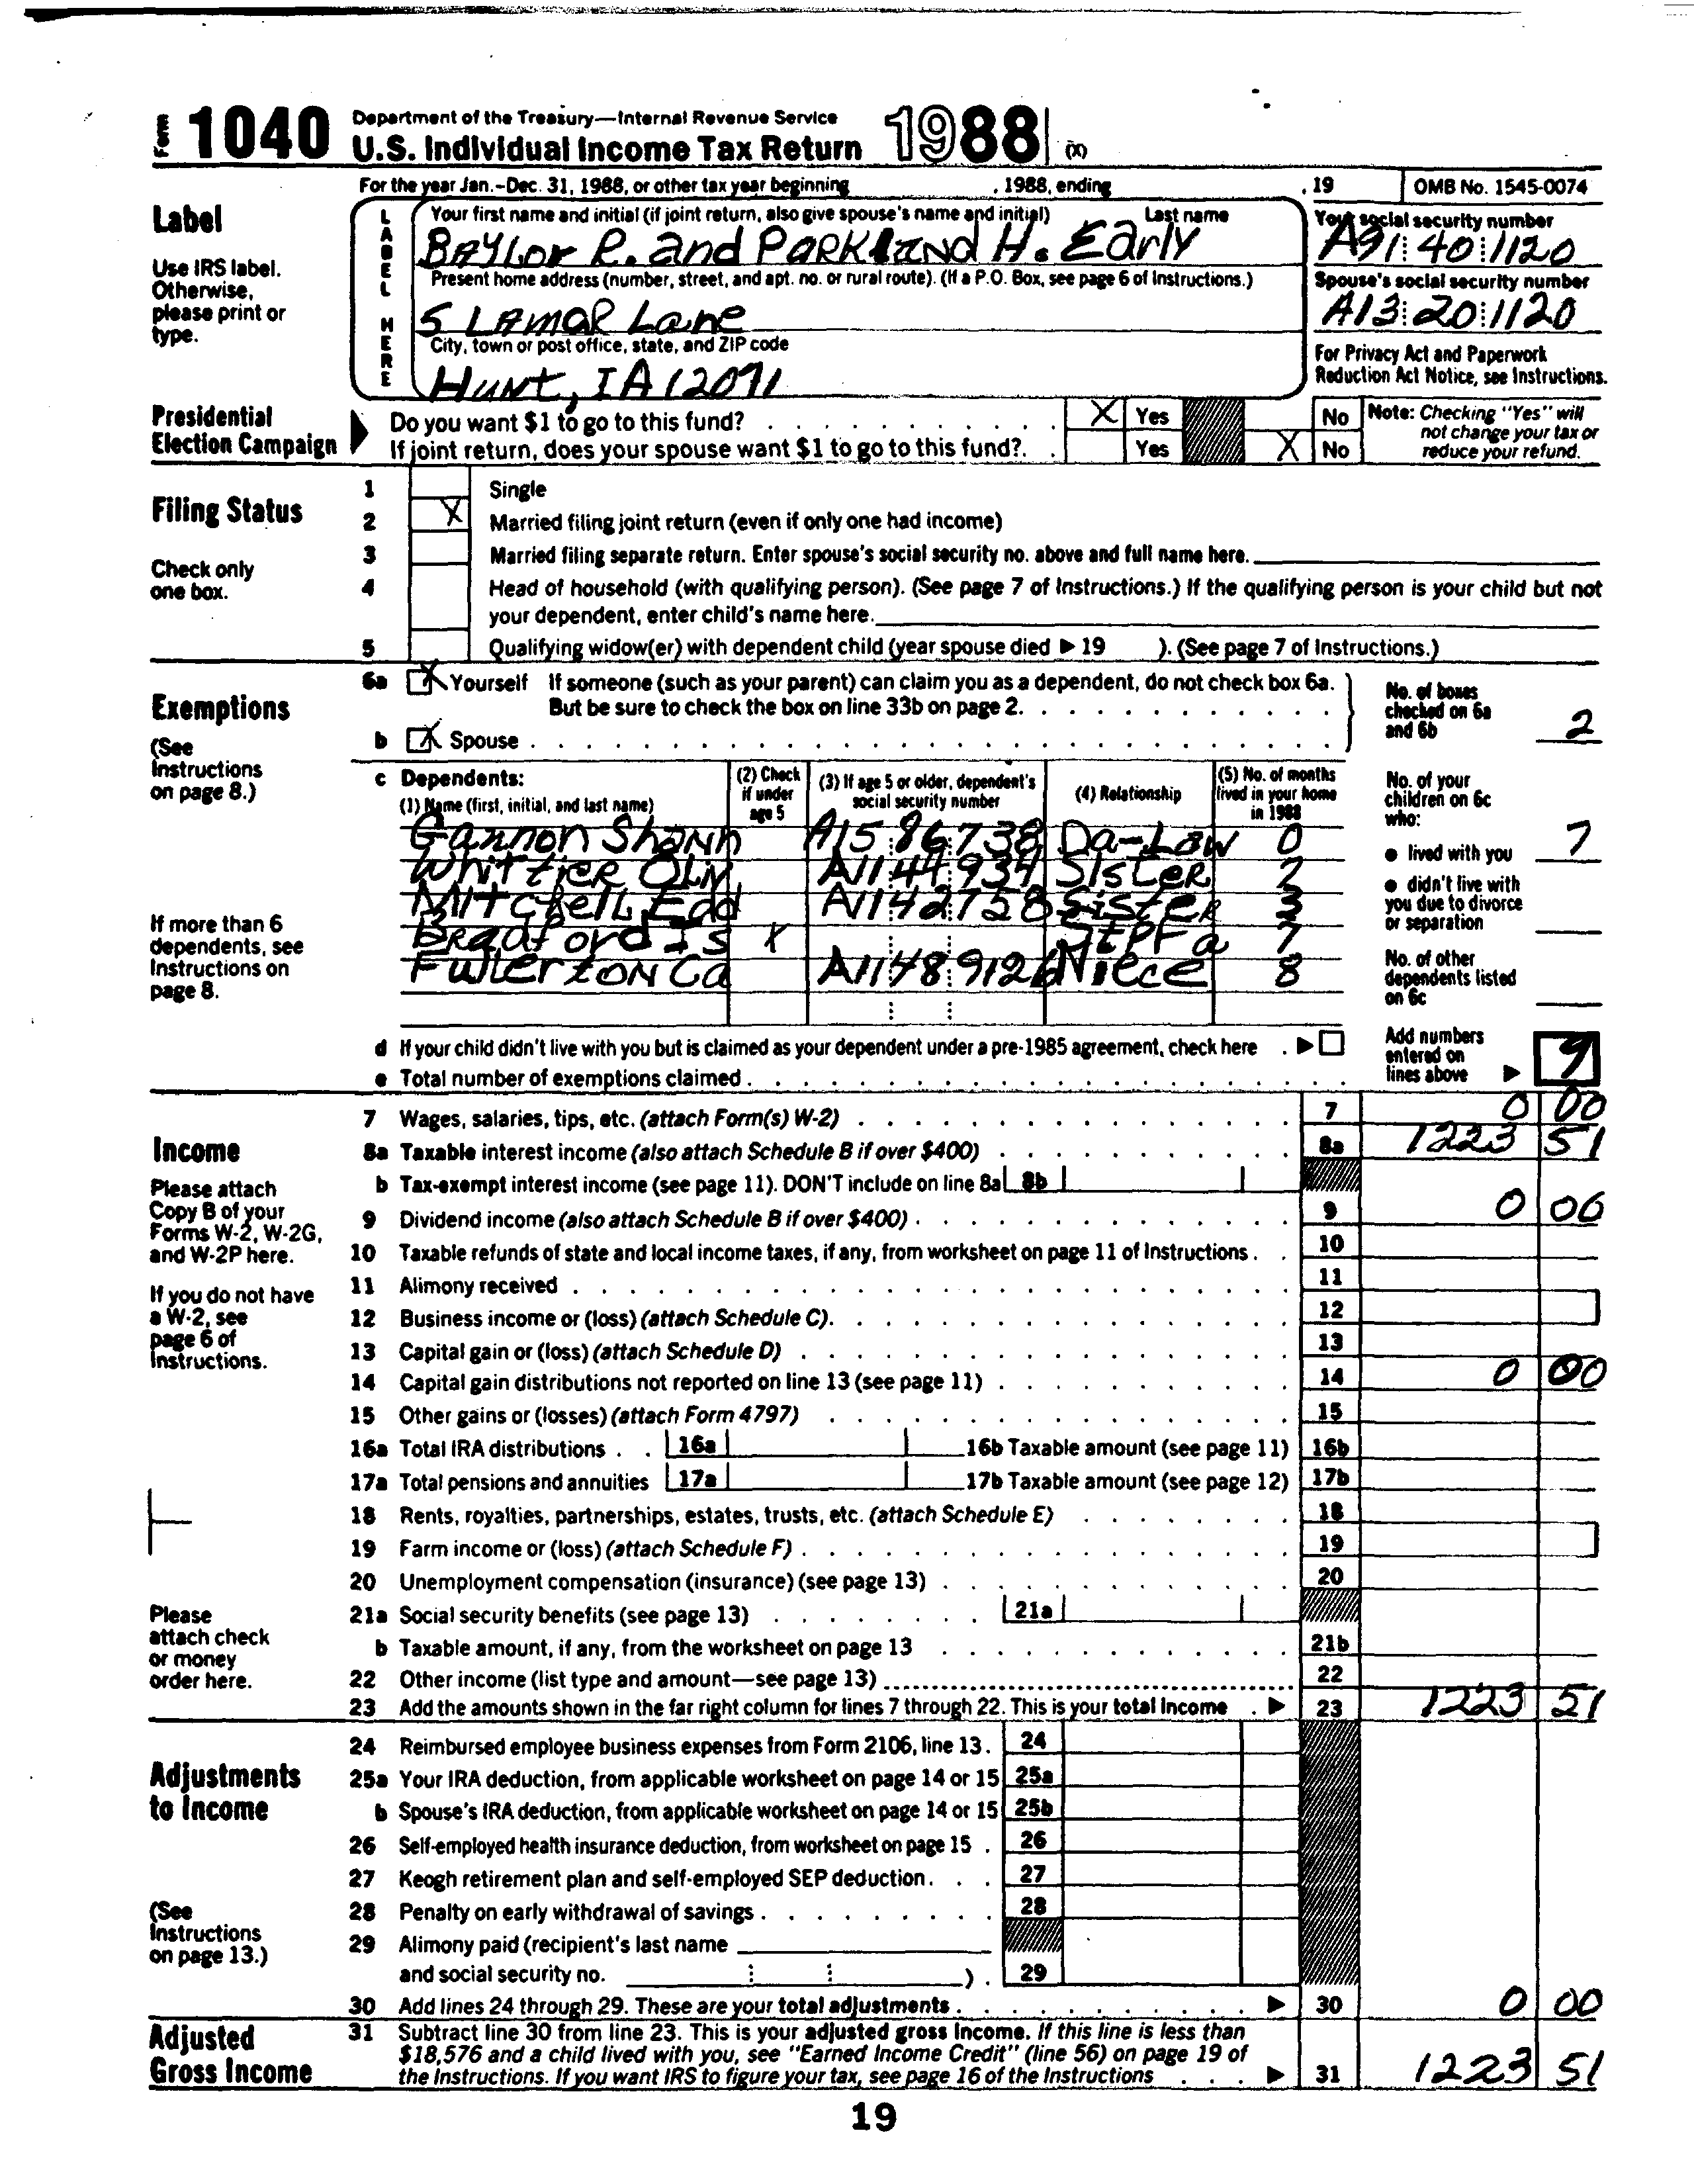 Form 1040 Department of the Treasury—Internal Revenue Service
U.S. Individual Income Tax Return 1988 (X)
For the year Jan.-Dec. 31, 1988, or other tax year beginning , 1988, ending , 19 OMB No. 1545-0074
Label
Use IRS label.
Otherwise,
please print or
type.
LABEL HERE
Your first name and initial (if joint return, also give spouse's name and initial) Last name
BAYLOR R. and PARKLAND H. Early
Present home address (number, street, and apt. no. or rural route). (If a P.O. Box, see page 6 of Instructions.)
5 LAMAR Lane
City, town or post office, state, and ZIP code
HUNT, IA 12071
Your social security number
A91 40 1120
Spouse's social security number
A13 20 1120
For Privacy Act and Paperwork
Reduction Act Notice, see Instructions.
Presidential
Election Campaign
Do you want $1 to go to this fund? X Yes No
If joint return, does your spouse want $1 to go to this fund? Yes X No
Note: Checking "Yes" will
not change your tax or
reduce your refund.
Filing Status
Check only
one box.
1 Single
2 X Married filing joint return (even if only one had income)
3 Married filing separate return. Enter spouse's social security no. above and full name here.
4 Head of household (with qualifying person). (See page 7 of Instructions.) If the qualifying person is your child but not
your dependent, enter child's name here.
5 Qualifying widow(er) with dependent child (year spouse died ▶ 19 ). (See page 7 of Instructions.)
Exemptions
(See
Instructions
on page 8.)
If more than 6
dependents, see
Instructions on
page 8.
6a X Yourself If someone (such as your parent) can claim you as a dependent, do not check box 6a.
But be sure to check the box on line 33b on page 2.
b X Spouse
No. of boxes
checked on 6a
and 6b 2
c Dependents:
(1) Name (first, initial, and last name)
(2) Check
if under
age 5
(3) If age 5 or older, dependent's
social security number
(4) Relationship
(5) No. of months
lived in your home
in 1988
Gannon Shann A15 86 738 Da-Law 0
Whittier Olin A11 44 934 Sister 2
Mitchell Edd A11 42 758 Sister 3
Bradford Is X StPFa 7
Fullerton Ca A11 48 9126 Niece 8
No. of your
children on 6c
who:
● lived with you 7
● didn't live with
you due to divorce
or separation
No. of other
dependents listed
on 6c
d If your child didn't live with you but is claimed as your dependent under a pre-1985 agreement, check here ▶
e Total number of exemptions claimed
Add numbers
entered on
lines above ▶ 9
Income
Please attach
Copy B of your
Forms W-2, W-2G,
and W-2P here.
If you do not have
a W-2, see
page 6 of
Instructions.
Please
attach check
or money
order here.
7 Wages, salaries, tips, etc. (attach Form(s) W-2) 7 0 00
8a Taxable interest income (also attach Schedule B if over $400) 8a 1223 51
b Tax-exempt interest income (see page 11). DON'T include on line 8a 8b
9 Dividend income (also attach Schedule B if over $400) 9 0 00
10 Taxable refunds of state and local income taxes, if any, from worksheet on page 11 of Instructions 10
11 Alimony received 11
12 Business income or (loss) (attach Schedule C) 12
13 Capital gain or (loss) (attach Schedule D) 13
14 Capital gain distributions not reported on line 13 (see page 11) 14 0 00
15 Other gains or (losses) (attach Form 4797) 15
16a Total IRA distributions 16a 16b Taxable amount (see page 11) 16b
17a Total pensions and annuities 17a 17b Taxable amount (see page 12) 17b
18 Rents, royalties, partnerships, estates, trusts, etc. (attach Schedule E) 18
19 Farm income or (loss) (attach Schedule F) 19
20 Unemployment compensation (insurance) (see page 13) 20
21a Social security benefits (see page 13) 21a
b Taxable amount, if any, from the worksheet on page 13 21b
22 Other income (list type and amount—see page 13) 22
23 Add the amounts shown in the far right column for lines 7 through 22. This is your total income ▶ 23 1223 51
Adjustments
to Income
(See
Instructions
on page 13.)
24 Reimbursed employee business expenses from Form 2106, line 13 24
25a Your IRA deduction, from applicable worksheet on page 14 or 15 25a
b Spouse's IRA deduction, from applicable worksheet on page 14 or 15 25b
26 Self-employed health insurance deduction, from worksheet on page 15 26
27 Keogh retirement plan and self-employed SEP deduction 27
28 Penalty on early withdrawal of savings 28
29 Alimony paid (recipient's last name
and social security no. ) 29
30 Add lines 24 through 29. These are your total adjustments ▶ 30 0 00
Adjusted
Gross Income
31 Subtract line 30 from line 23. This is your adjusted gross income. If this line is less than
$18,576 and a child lived with you, see "Earned Income Credit" (line 56) on page 19 of
the Instructions. If you want IRS to figure your tax, see page 16 of the Instructions ▶ 31 1223 51
19